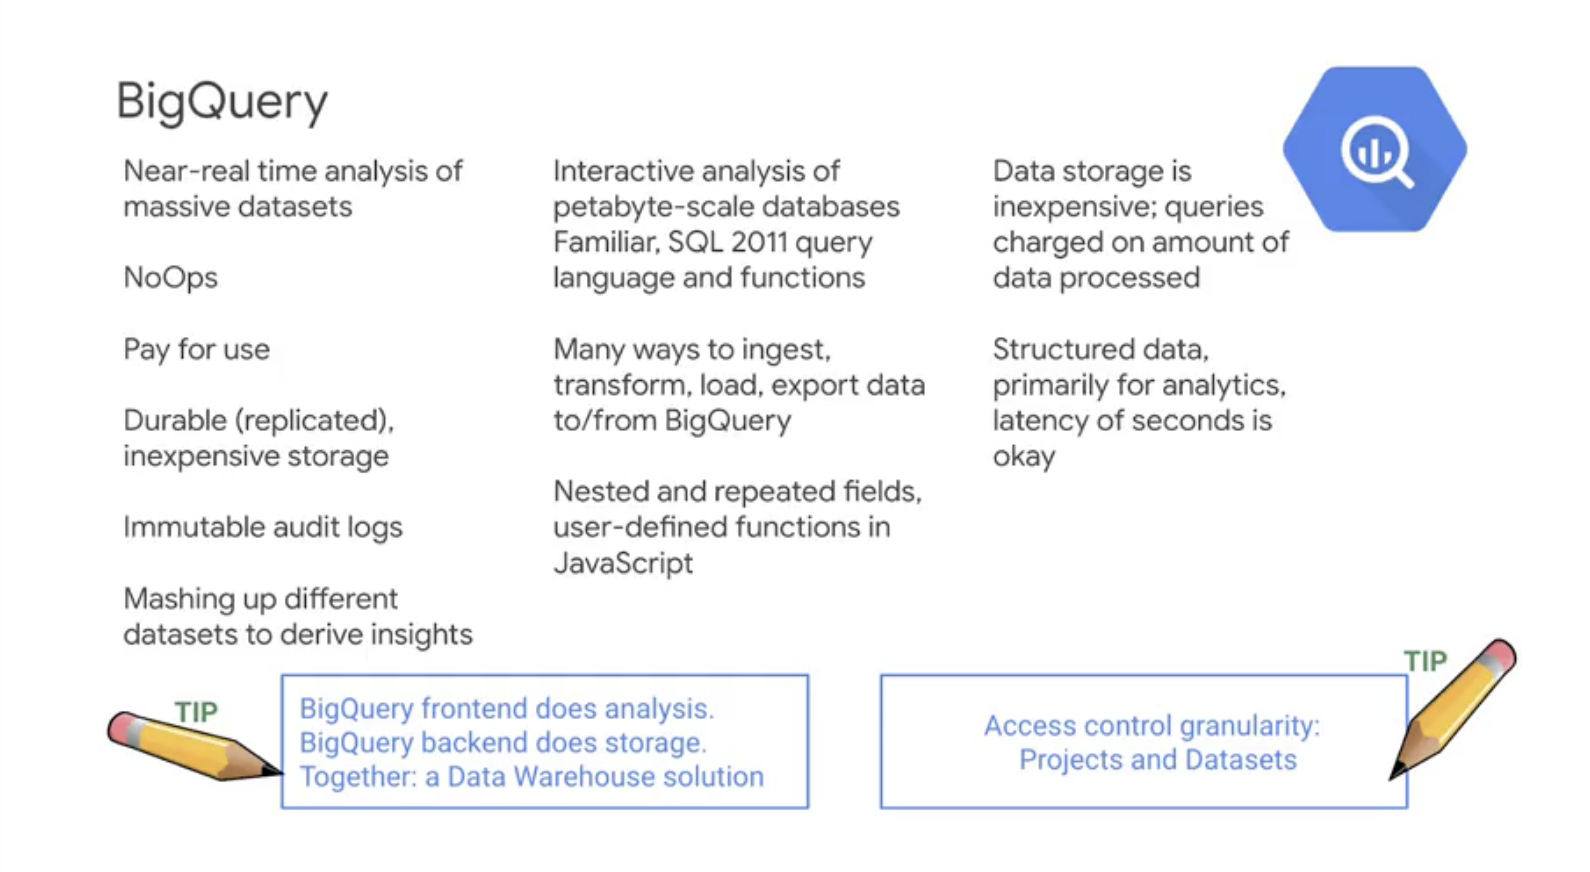 BigQuery
Near-real time analysis of
massive datasets
NoOps
Pay for use
Durable (replicated),
inexpensive storage
Immutable audit logs
Mashing up different
datasets to derive insights
Interactive analysis of
petabyte-scale databases
Familiar, SQL 2011 query
language and functions
Many ways to ingest,
transform, load, export data
to/from BigQuery
Nested and repeated fields,
user-defined functions in
JavaScript
Data storage is
inexpensive; queries
charged on amount of
data processed
Structured data,
primarily for analytics,
latency of seconds is
okay
TIP
BigQuery frontend does analysis.
BigQuery backend does storage.
Together: a Data Warehouse solution
TIP
Access control granularity:
Projects and Datasets